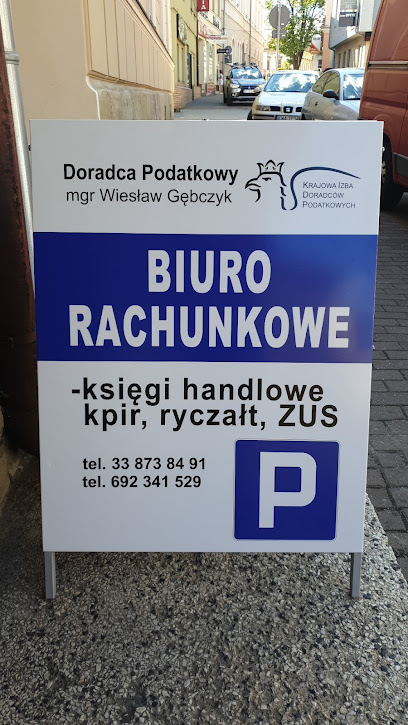 Doradca Podatkowy
mgr Wiesław Gębczyk
KRAJOWA IZBA
DORADCÓW
PODATKOWYCH
BIURO
RACHUNKOWE
-księgi handlowe
kpir, ryczałt, ZUS
tel. 33 873 84 91
tel. 692 341 529
P